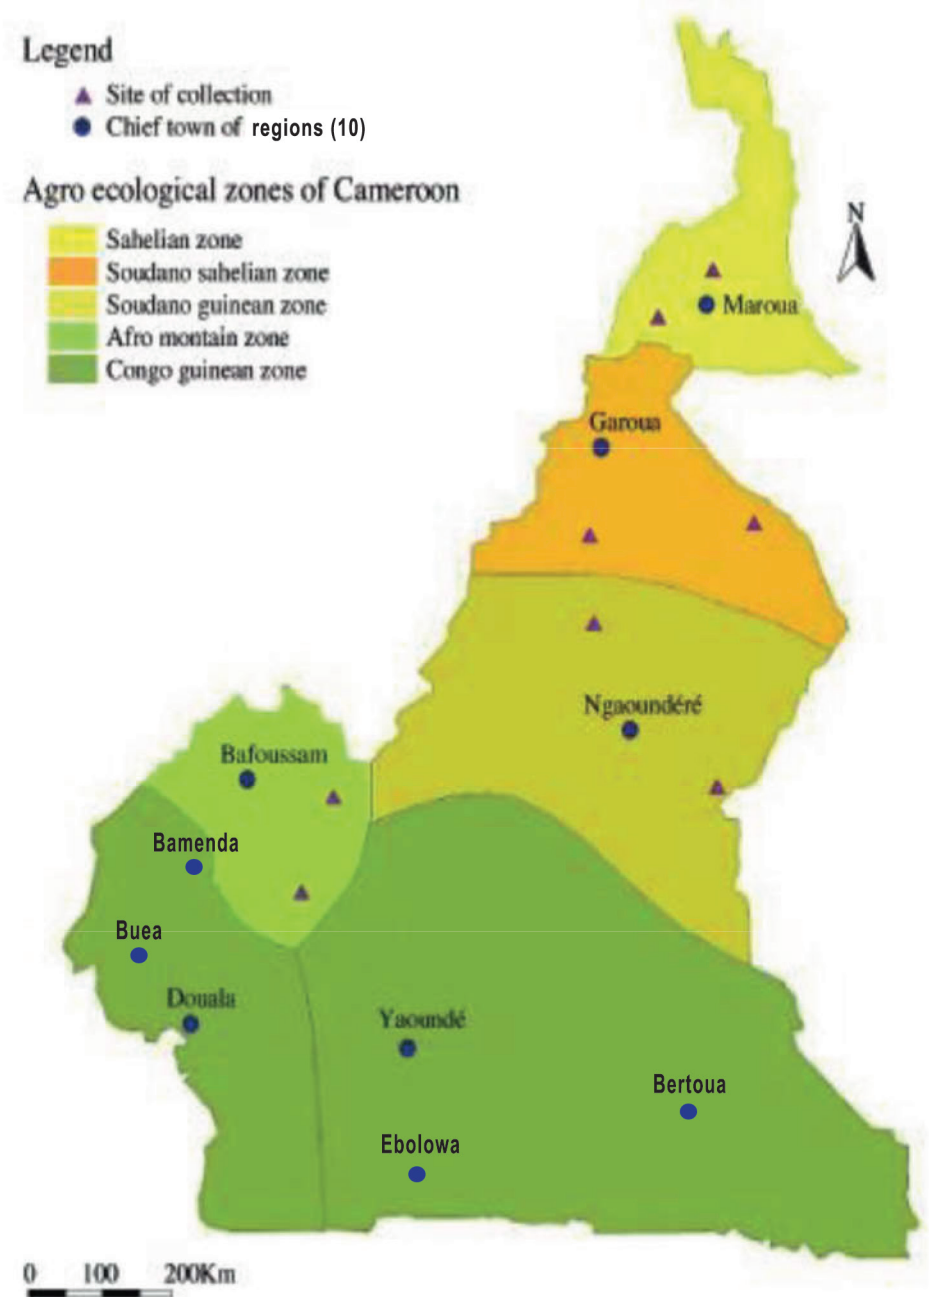 Legend
Site of collection
Chief town of regions (10)
Agro ecological zones of Cameroon
Sahelian zone
Soudano sahelian zone
Soudano guinean zone
Afro montain zone
Congo guinean zone
N
Maroua
Garoua
Ngaoundéré
Bafoussam
Bamenda
Buea
Douala
Yaoundé
Bertoua
Ebolowa
0 100 200Km